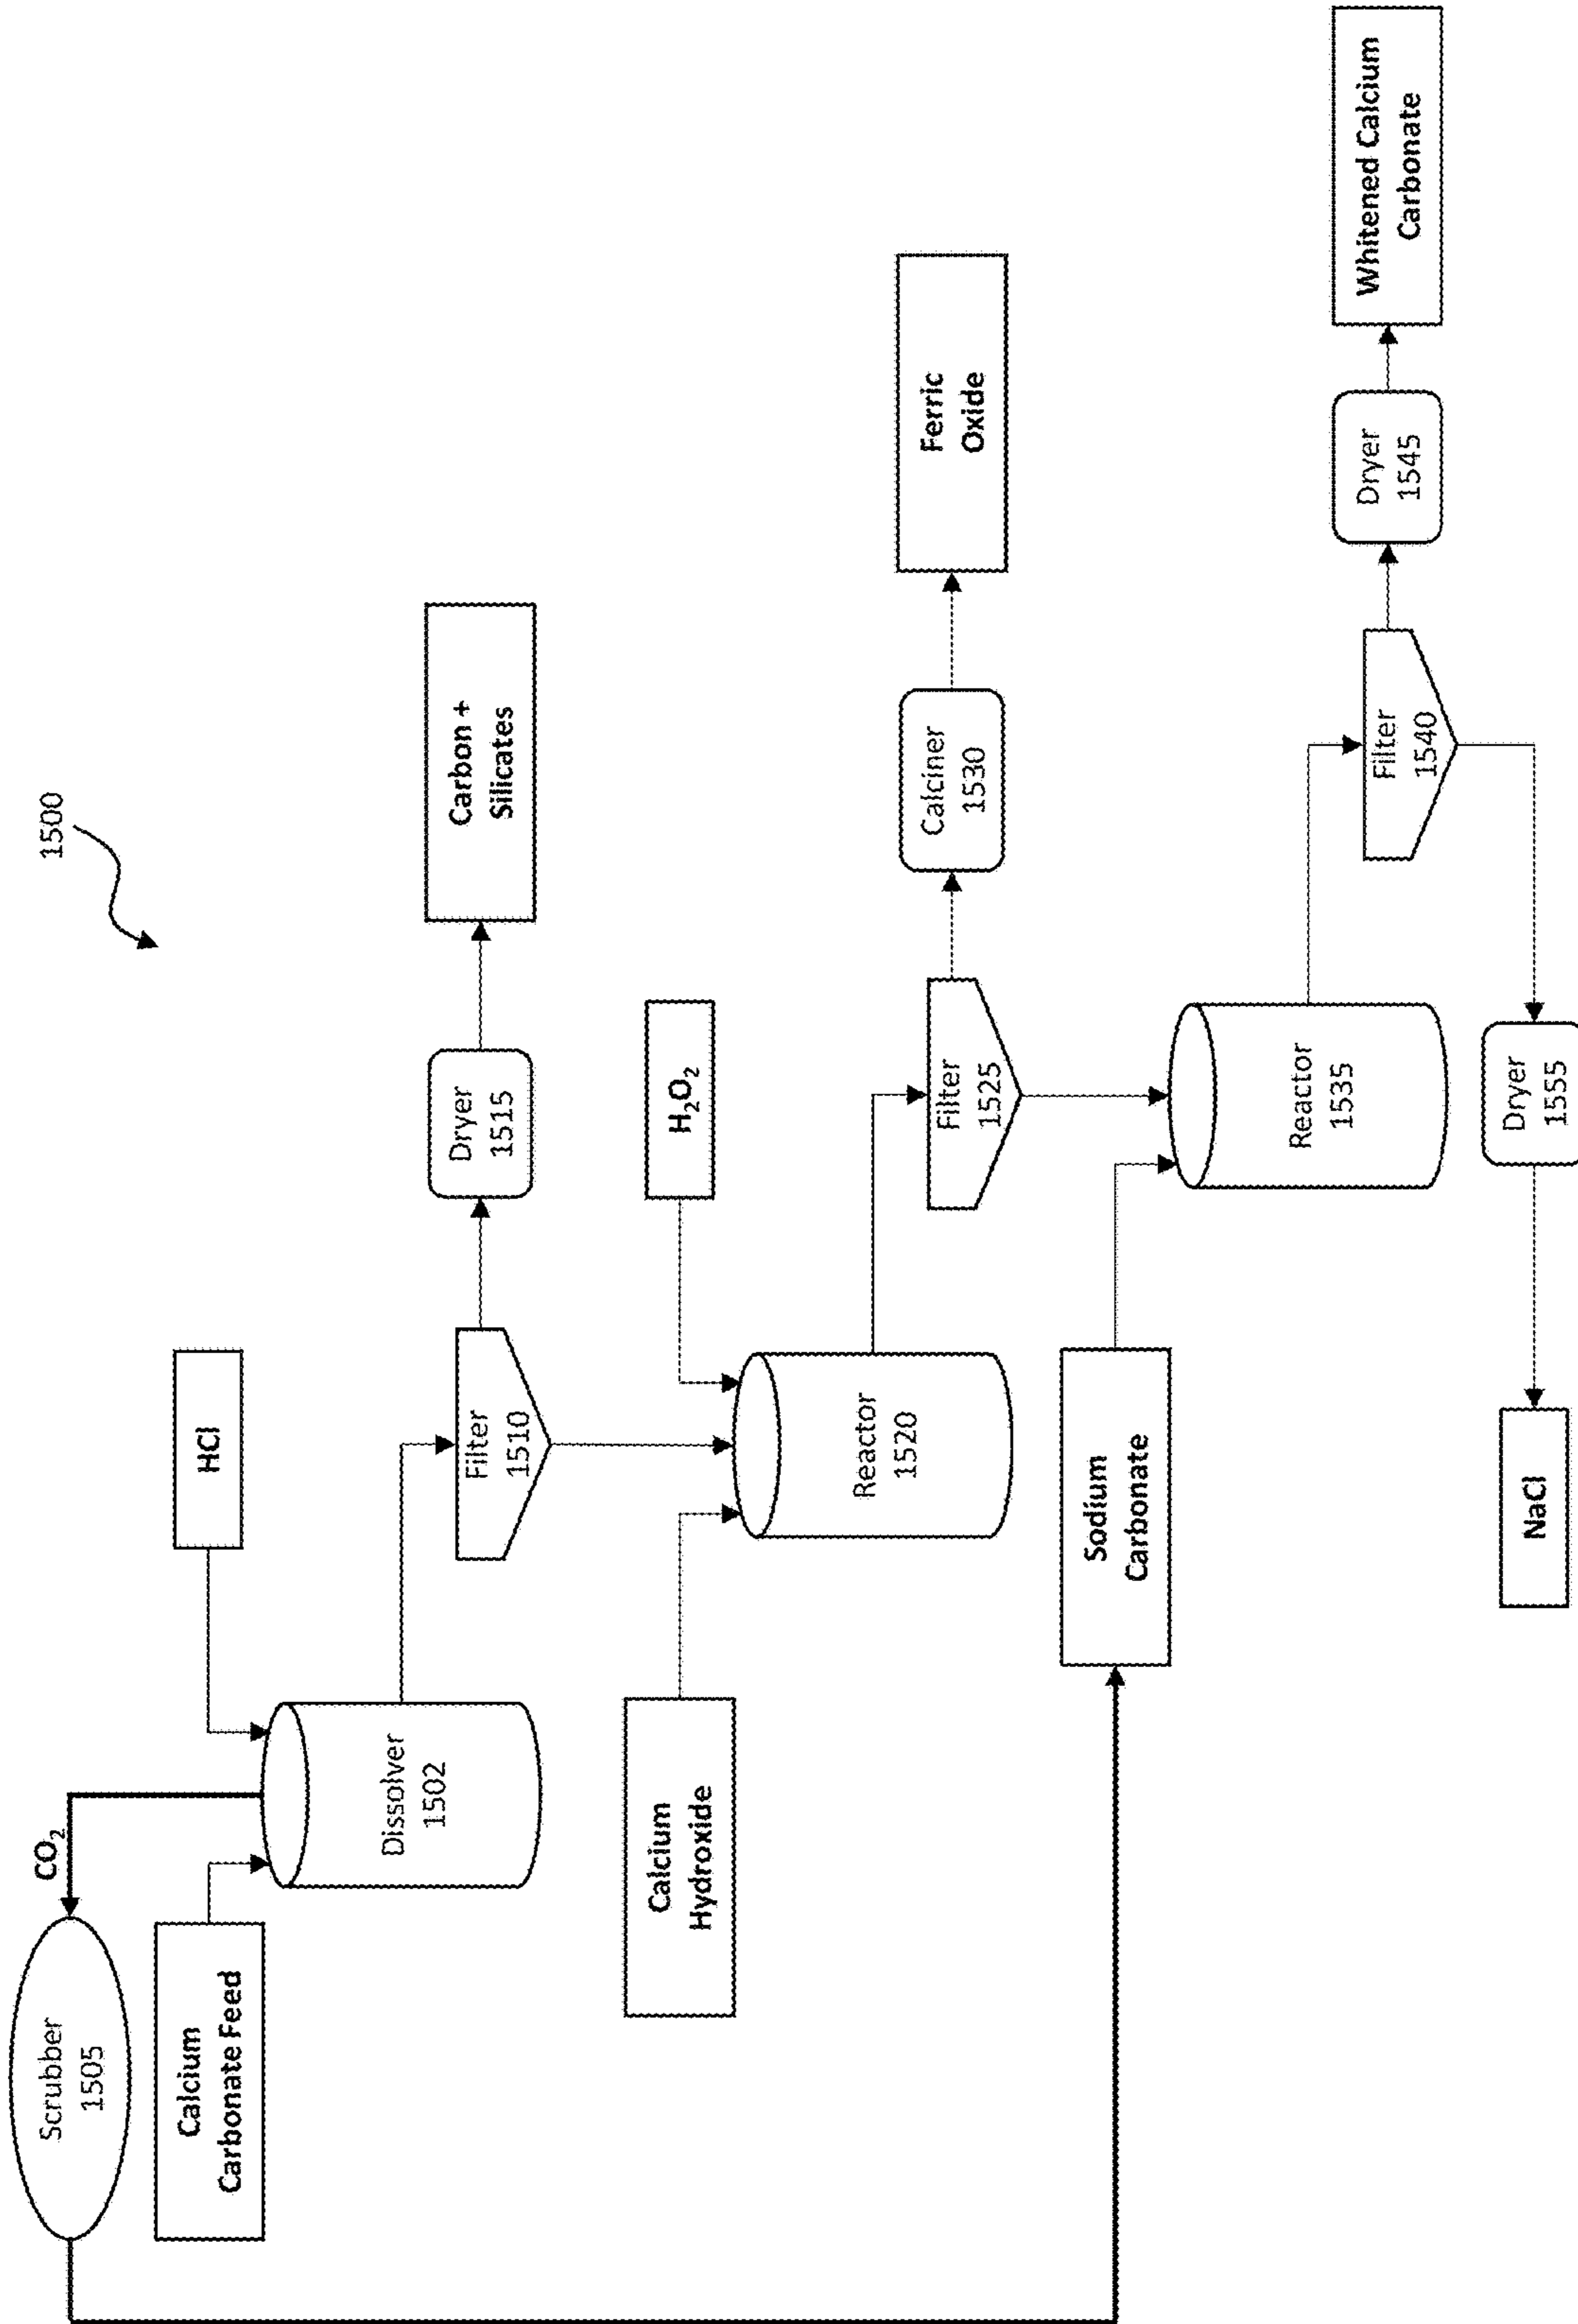 1500
CO₂
Scrubber
1505
Calcium
Carbonate Feed
HCl
Dissolver
1502
Filter
1510
Dryer
1515
Carbon +
Silicates
Calcium
Hydroxide
H₂O₂
Reactor
1520
Filter
1525
Calciner
1530
Ferric
Oxide
Sodium
Carbonate
Reactor
1535
Filter
1540
Dryer
1545
Whitened Calcium
Carbonate
NaCl
Dryer
1555